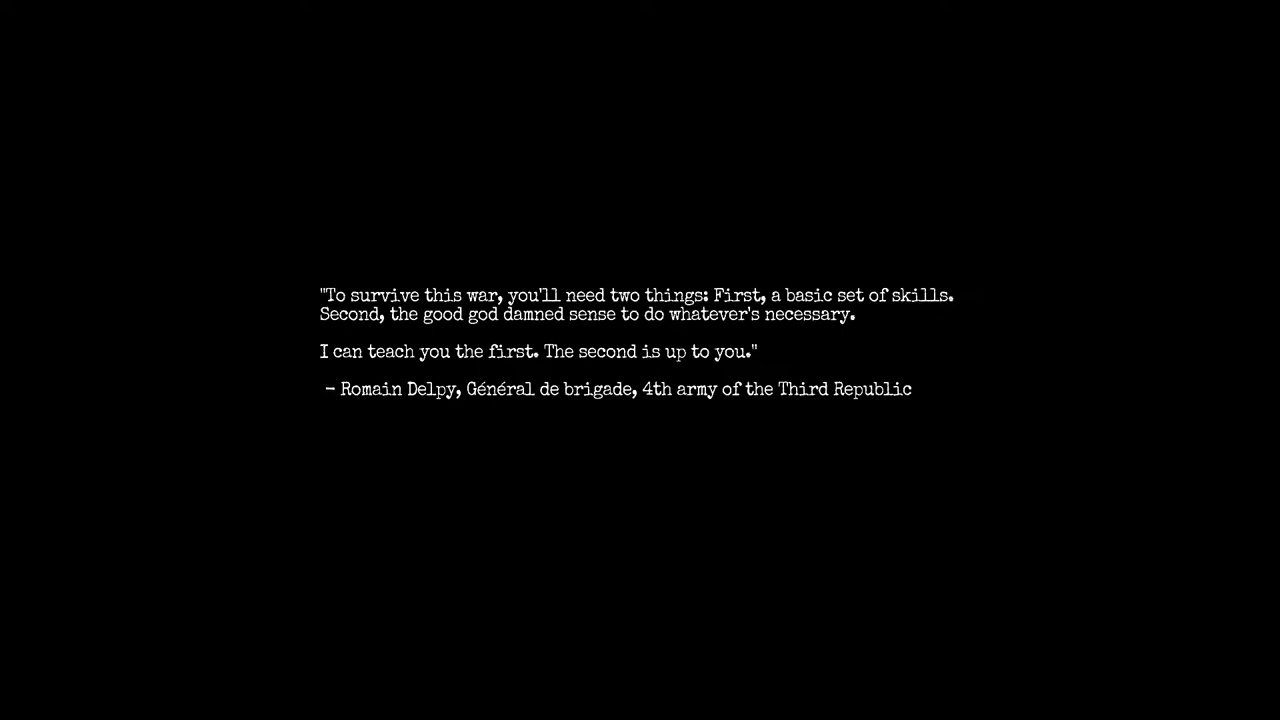 "To survive this war, you'll need two things: First, a basic set of skills.
Second, the good god damned sense to do whatever's necessary.
I can teach you the first. The second is up to you."
– Romain Delpy, Général de brigade, 4th army of the Third Republic